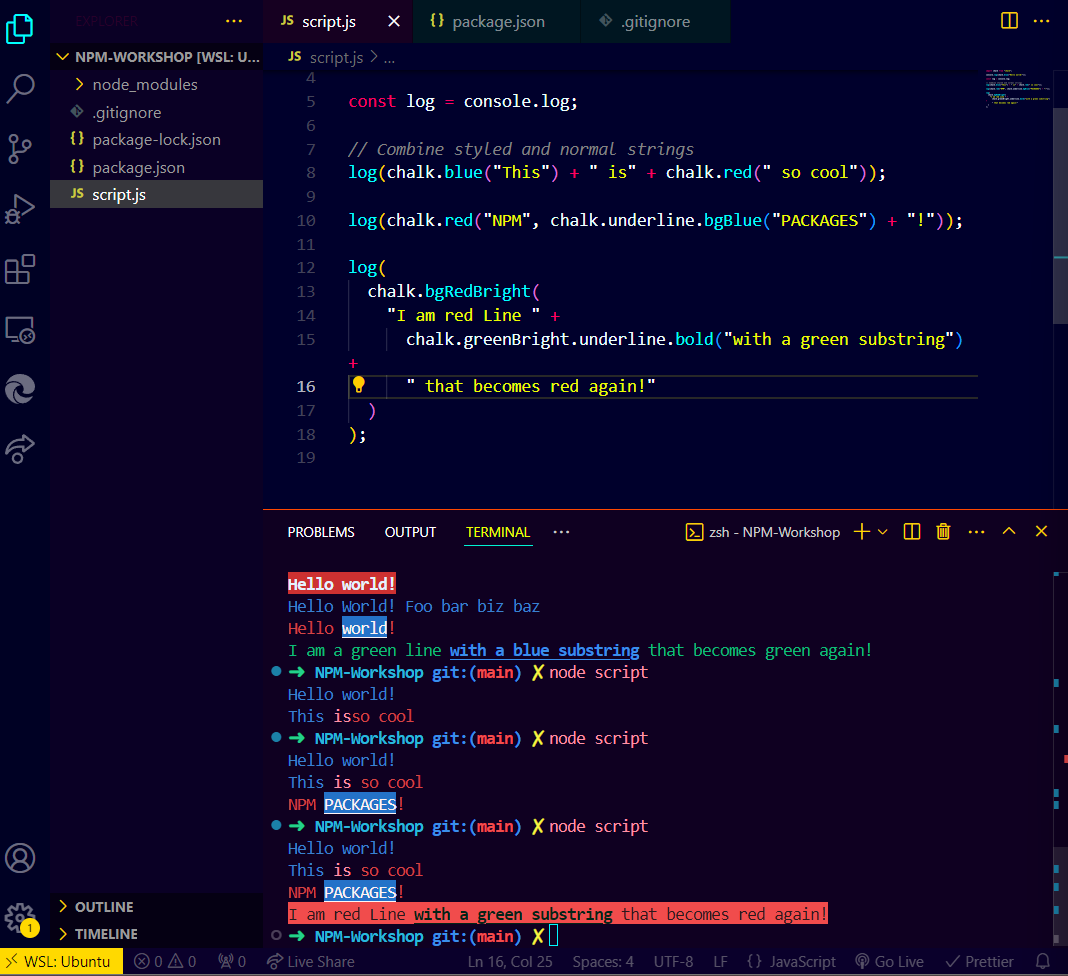 EXPLORER
script.js
package.json
.gitignore
NPM-WORKSHOP [WSL: U...
node_modules
.gitignore
package-lock.json
package.json
script.js
JS script.js > ...
4
5 const log = console.log;
6
7 // Combine styled and normal strings
8 log(chalk.blue("This") + " is" + chalk.red(" so cool"));
9
10 log(chalk.red("NPM", chalk.underline.bgBlue("PACKAGES") + "!"));
11
12 log(
13 chalk.bgRedBright(
14 "I am red Line " +
15 chalk.greenBright.underline.bold("with a green substring")
+
16 " that becomes red again!"
17 )
18 );
19
PROBLEMS OUTPUT TERMINAL ... zsh - NPM-Workshop
Hello world!
Hello World! Foo bar biz baz
Hello world!
I am a green line with a blue substring that becomes green again!
➜ NPM-Workshop git:(main) ✗ node script
Hello world!
This isso cool
➜ NPM-Workshop git:(main) ✗ node script
Hello world!
This is so cool
NPM PACKAGES!
➜ NPM-Workshop git:(main) ✗ node script
Hello world!
This is so cool
NPM PACKAGES!
I am red Line with a green substring that becomes red again!
➜ NPM-Workshop git:(main) ✗
OUTLINE
TIMELINE
1
WSL: Ubuntu 0 0 0 Live Share Ln 16, Col 25 Spaces: 4 UTF-8 LF {} JavaScript Go Live Prettier